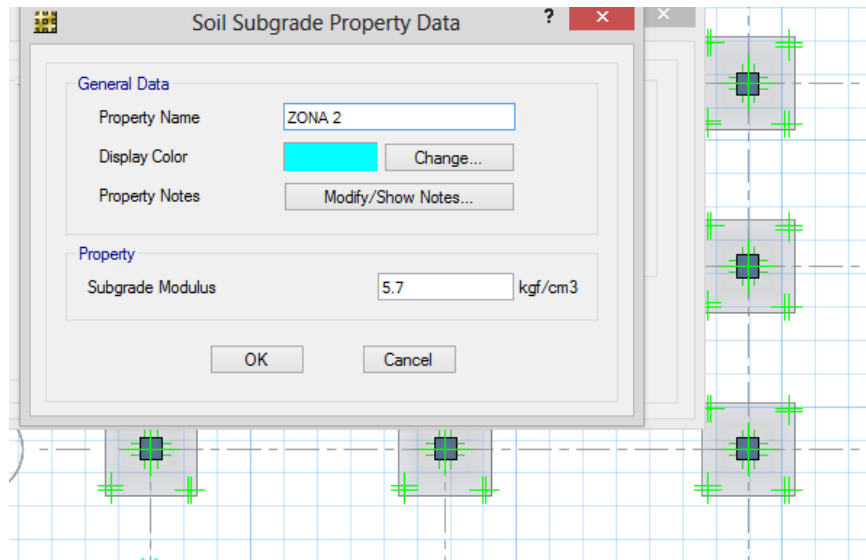 Soil Subgrade Property Data
?
General Data
Property Name ZONA 2
Display Color Change...
Property Notes Modify/Show Notes...
Property
Subgrade Modulus 5.7 kgf/cm3
OK Cancel